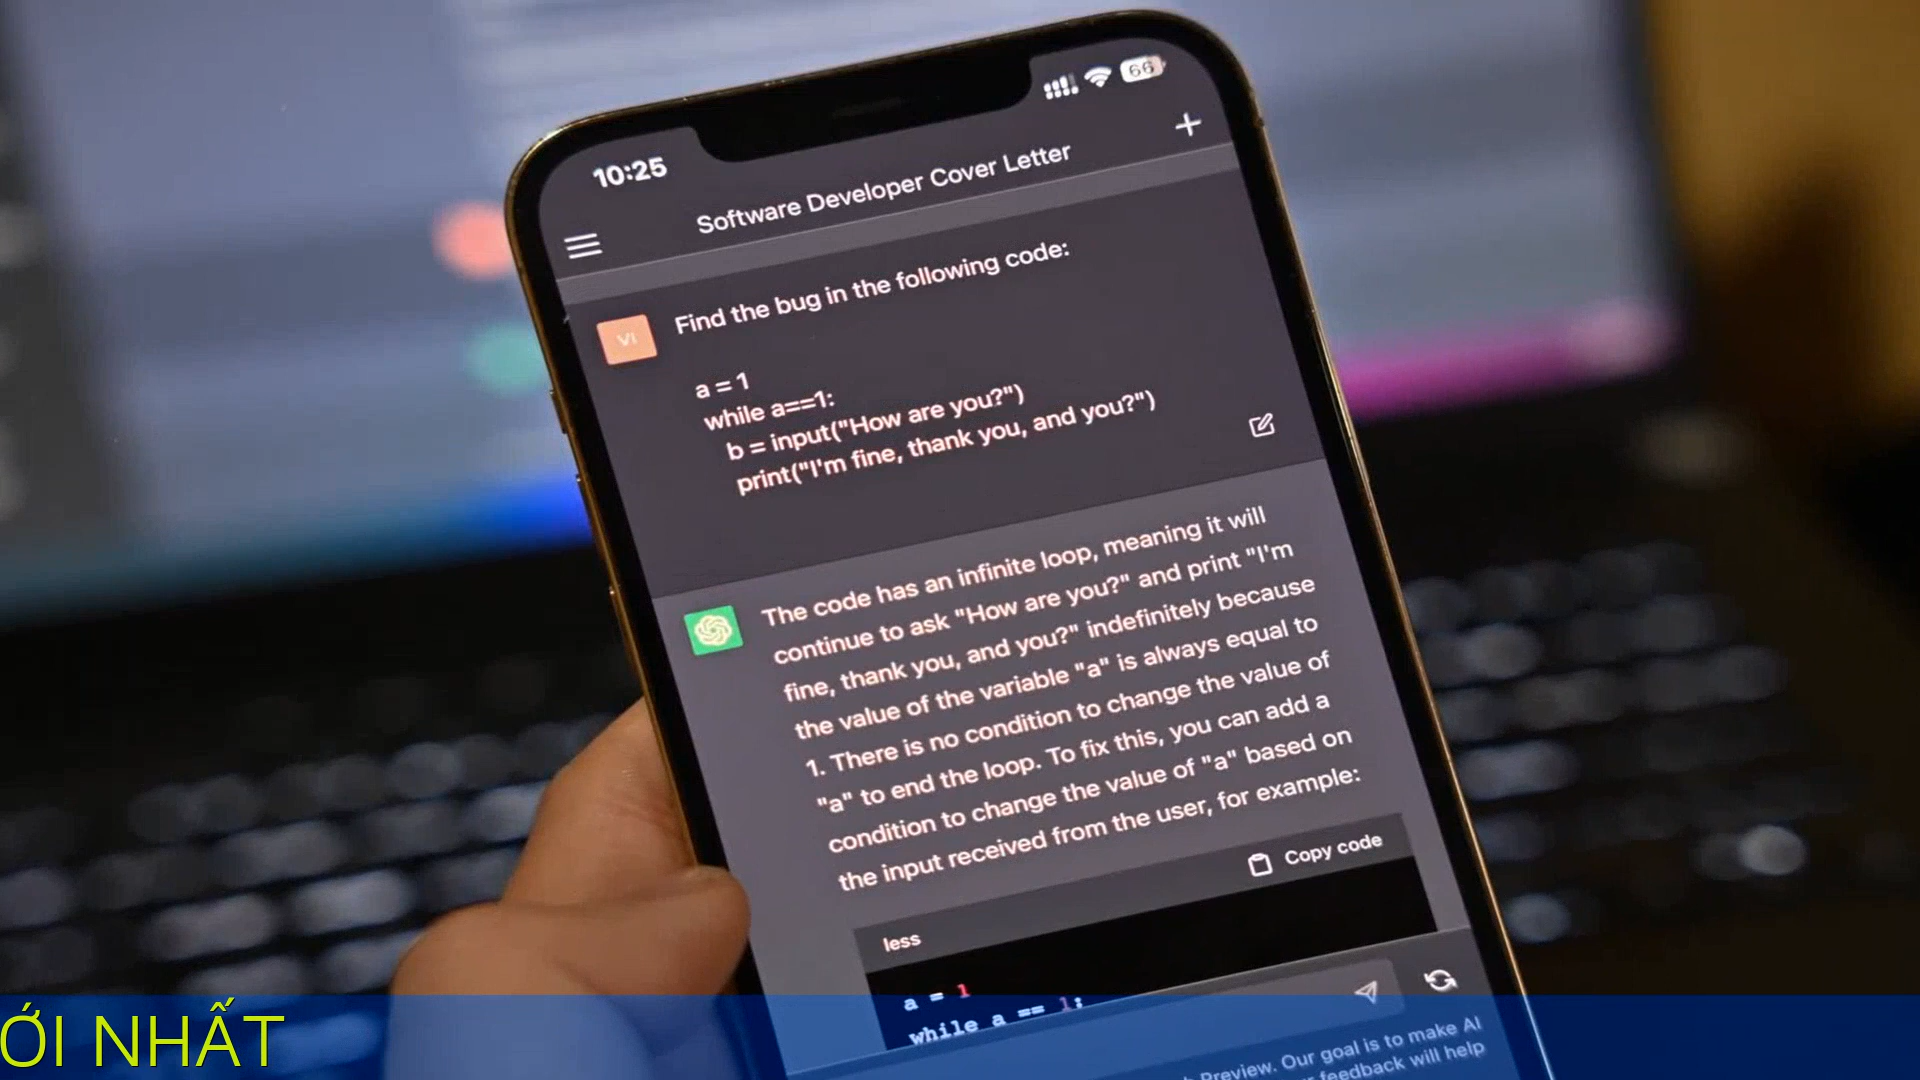 10:25
66
Software Developer Cover Letter
VI
Find the bug in the following code:
a = 1
while a==1:
b = input("How are you?")
print("I'm fine, thank you, and you?")
The code has an infinite loop, meaning it will
continue to ask "How are you?" and print "I'm
fine, thank you, and you?" indefinitely because
the value of the variable "a" is always equal to
1. There is no condition to change the value of
"a" to end the loop. To fix this, you can add a
condition to change the value of "a" based on
the input received from the user, for example:
Copy code
less
a = 1
while a == 1:
Preview. Our goal is to make AI
feedback will help
ỚI NHẤT